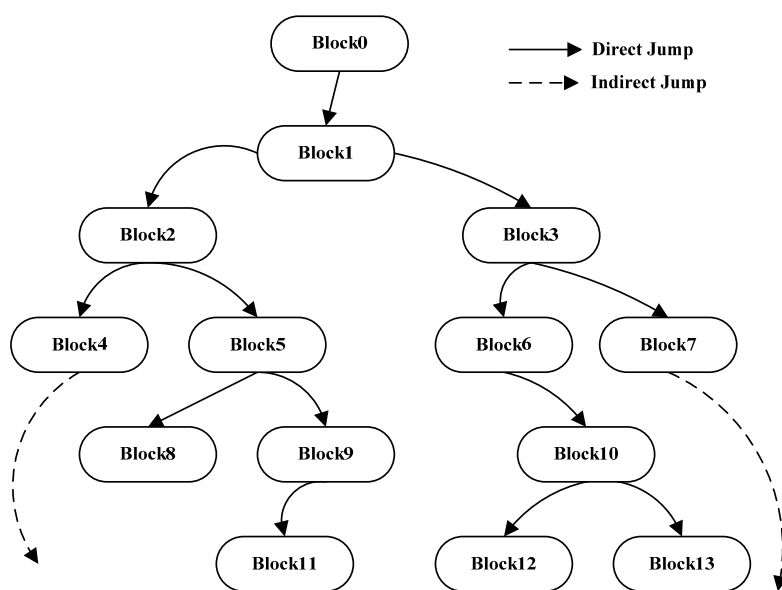 Block0
Direct Jump
Indirect Jump
Block1
Block2
Block3
Block4
Block5
Block6
Block7
Block8
Block9
Block10
Block11
Block12
Block13